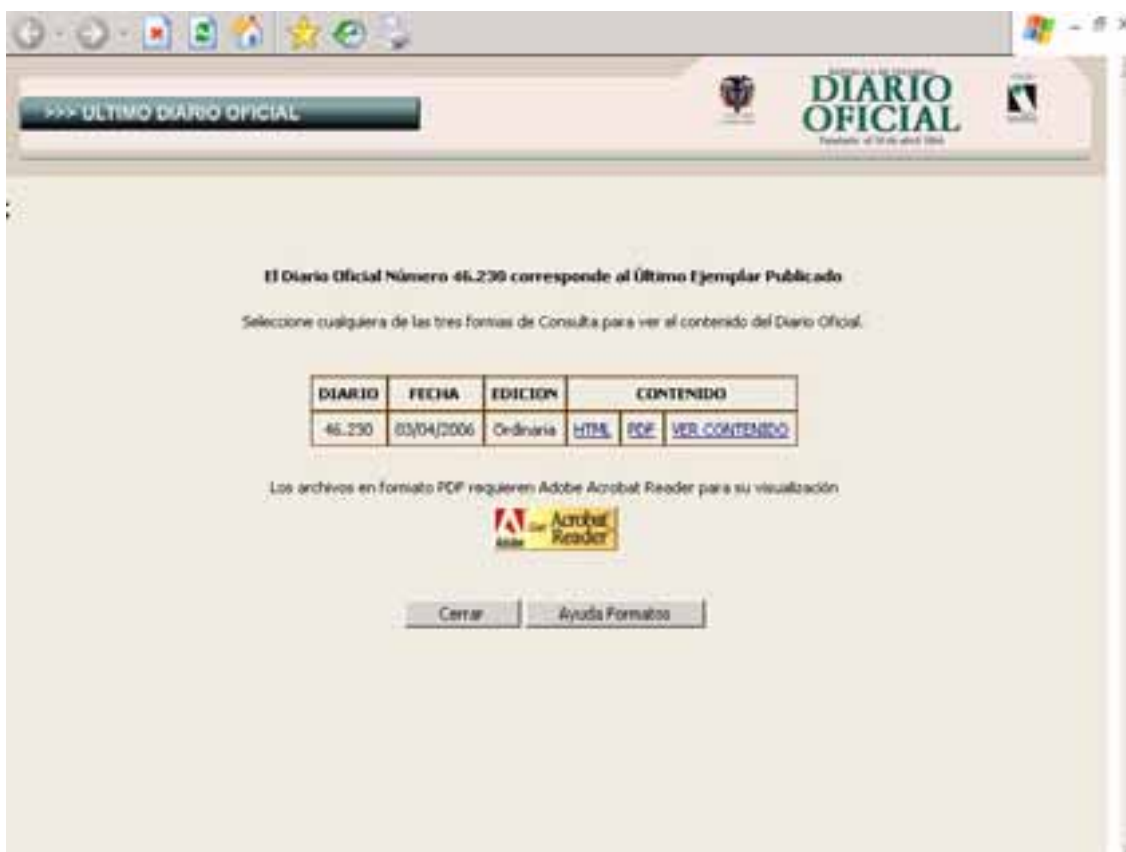 >>> ULTIMO DIARIO OFICIAL
DIARIO
OFICIAL
El Diario Oficial Número 46.230 corresponde al Último Ejemplar Publicado
Seleccione cualquiera de las tres formas de Consulta para ver el contenido del Diario Oficial.
DIARIO FECHA EDICION CONTENIDO
46.230 03/04/2006 Ordinaria HTML PDF VER CONTENIDO
Los archivos en formato PDF requieren Adobe Acrobat Reader para su visualización
Adobe Get Acrobat
Reader
Cerrar Ayuda Formatos